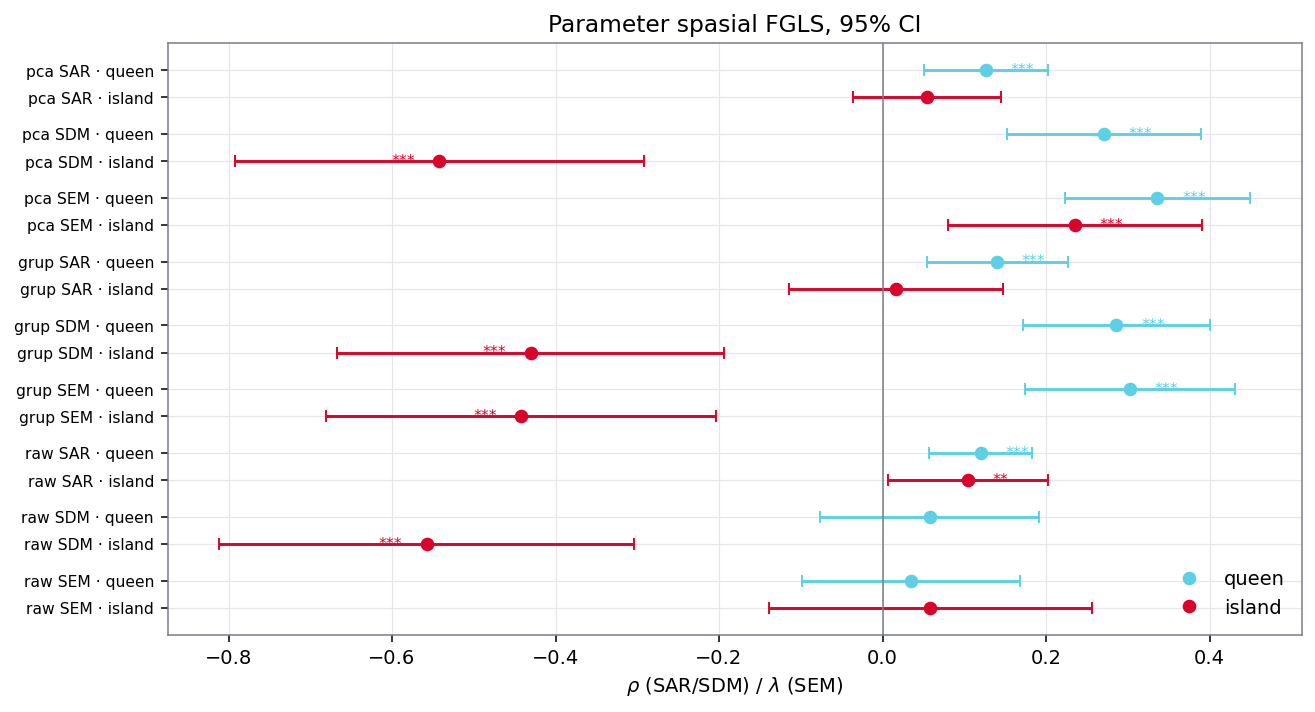 Parameter spasial FGLS, 95% CI
pca SAR · queen ***
pca SAR · island
pca SDM · queen ***
pca SDM · island ***
pca SEM · queen ***
pca SEM · island ***
grup SAR · queen ***
grup SAR · island
grup SDM · queen ***
grup SDM · island ***
grup SEM · queen ***
grup SEM · island ***
raw SAR · queen ***
raw SAR · island **
raw SDM · queen
raw SDM · island ***
raw SEM · queen
raw SEM · island
queen
island
−0.8 −0.6 −0.4 −0.2 0.0 0.2 0.4
ρ (SAR/SDM) / λ (SEM)